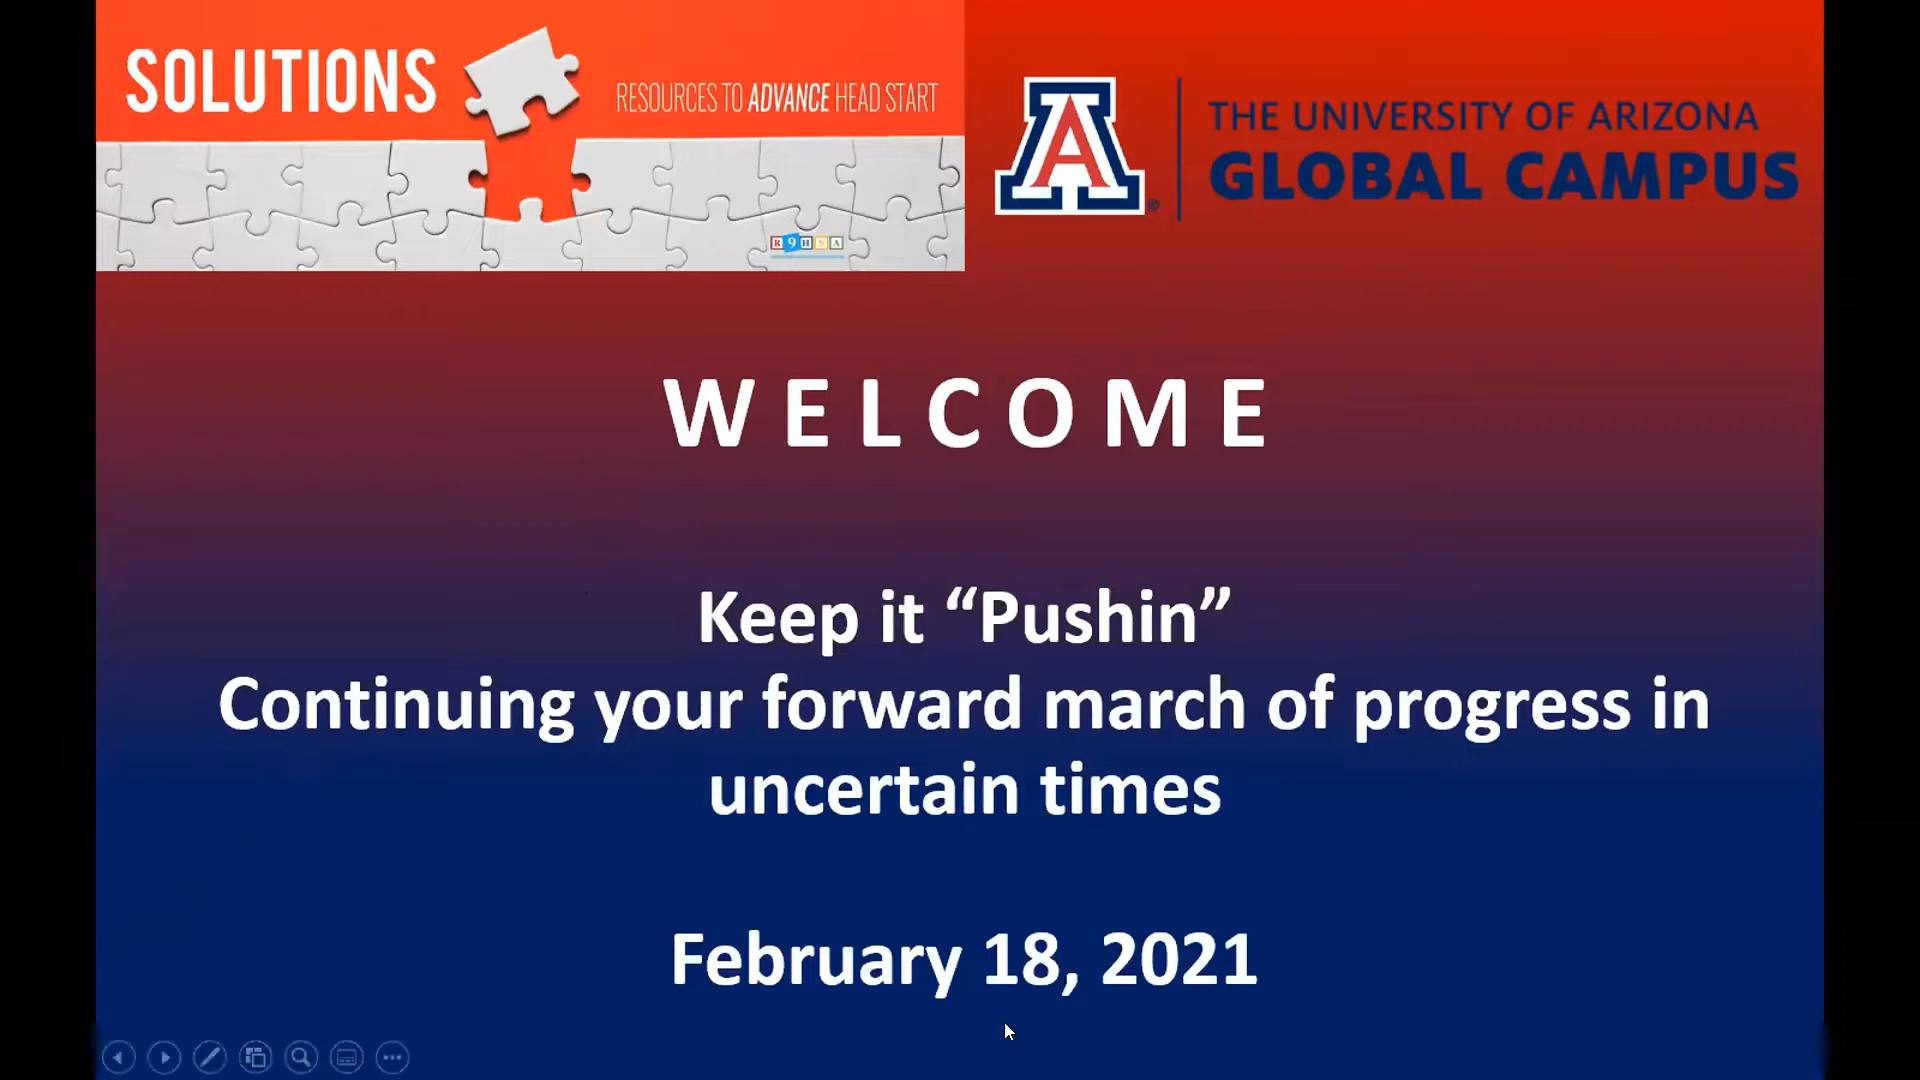 SOLUTIONS
RESOURCES TO ADVANCE HEAD START
R9HSA
THE UNIVERSITY OF ARIZONA
GLOBAL CAMPUS
WELCOME
Keep it “Pushin”
Continuing your forward march of progress in
uncertain times
February 18, 2021